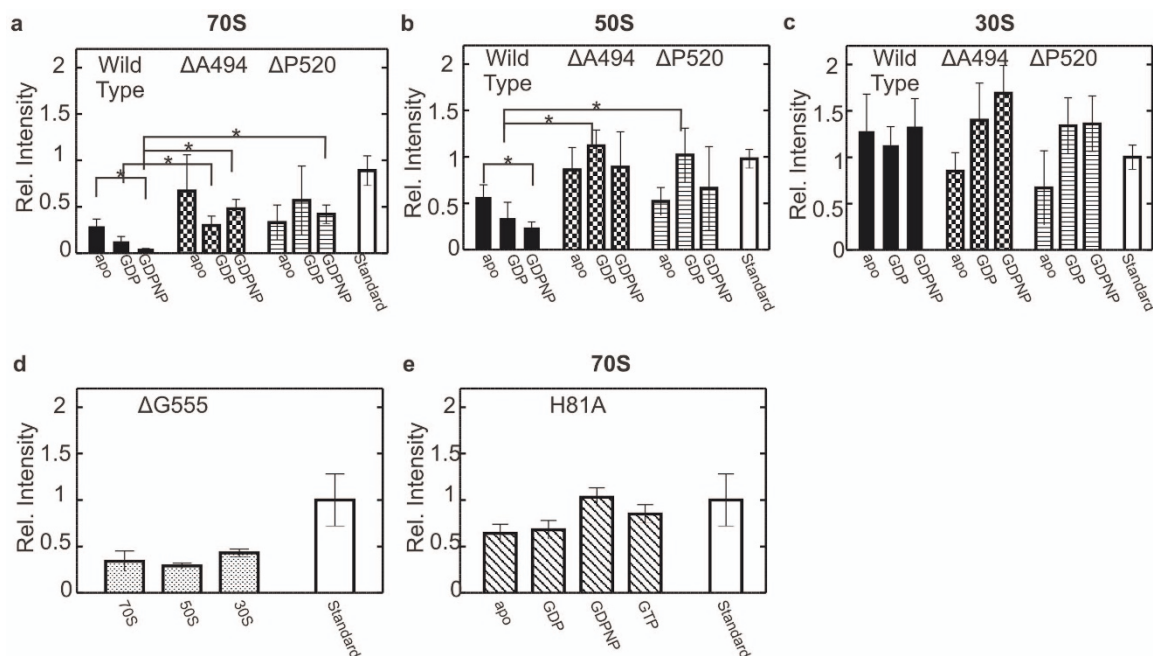 a 70S
Rel. Intensity
2
1.5
1
0.5
0
Wild Type ΔA494 ΔP520
*
*
*
*
apo GDP GDPNP apo GDP GDPNP apo GDP GDPNP Standard
b 50S
Rel. Intensity
2
1.5
1
0.5
0
Wild Type ΔA494 ΔP520
*
*
*
apo GDP GDPNP apo GDP GDPNP apo GDP GDPNP Standard
c 30S
Rel. Intensity
2
1.5
1
0.5
0
Wild Type ΔA494 ΔP520
apo GDP GDPNP apo GDP GDPNP apo GDP GDPNP Standard
d
Rel. Intensity
2
1.5
1
0.5
0
ΔG555
70S 50S 30S Standard
e 70S
Rel. Intensity
2
1.5
1
0.5
0
H81A
apo GDP GDPNP GTP Standard